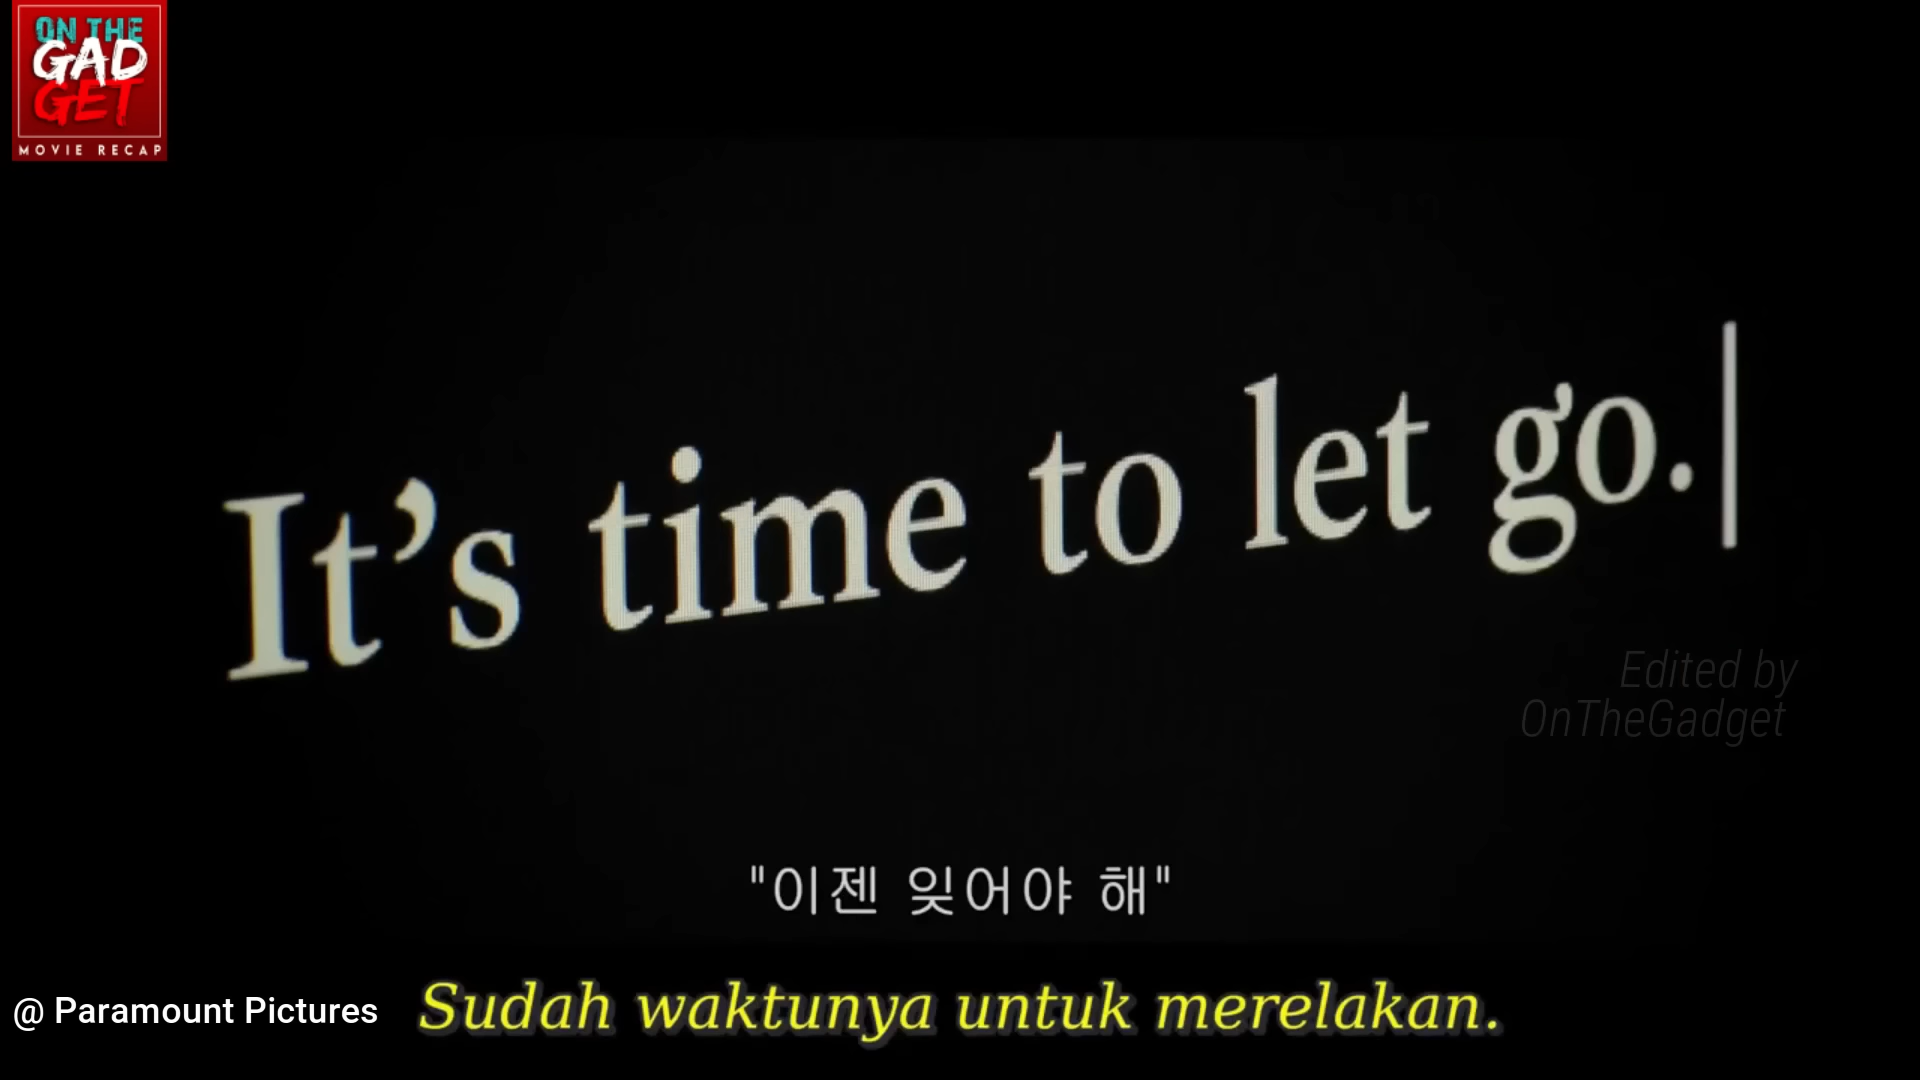 ON THE
GAD
GET
MOVIE RECAP
It’s time to let go.
Edited by
OnTheGadget
"이젠 잊어야 해"
@ Paramount Pictures
Sudah waktunya untuk merelakan.